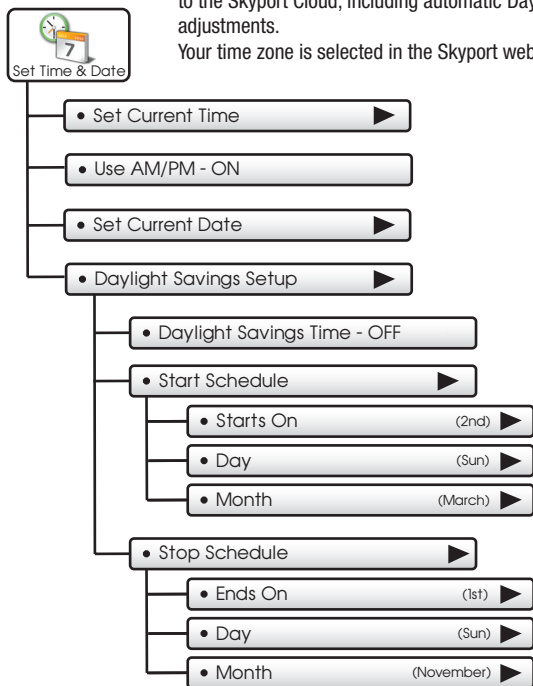 to the Skyport Cloud, including automatic Day
adjustments.
Your time zone is selected in the Skyport web
7
Set Time & Date
• Set Current Time
• Use AM/PM - ON
• Set Current Date
• Daylight Savings Setup
• Daylight Savings Time - OFF
• Start Schedule
• Starts On (2nd)
• Day (Sun)
• Month (March)
• Stop Schedule
• Ends On (1st)
• Day (Sun)
• Month (November)